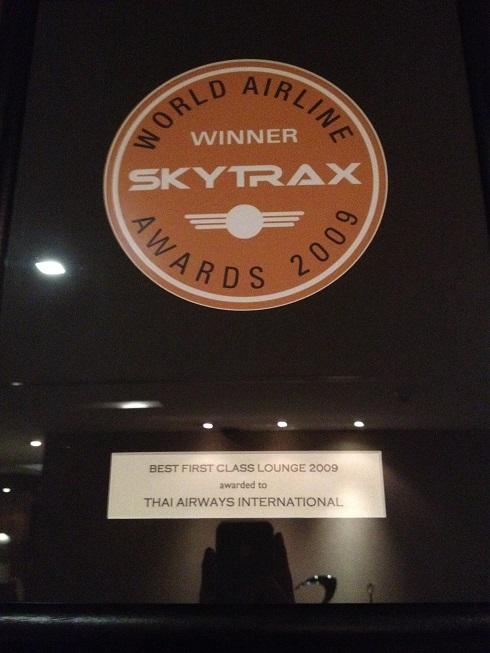 WORLD AIRLINE
WINNER
SKYTRAX
AWARDS 2009
BEST FIRST CLASS LOUNGE 2009
awarded to
THAI AIRWAYS INTERNATIONAL